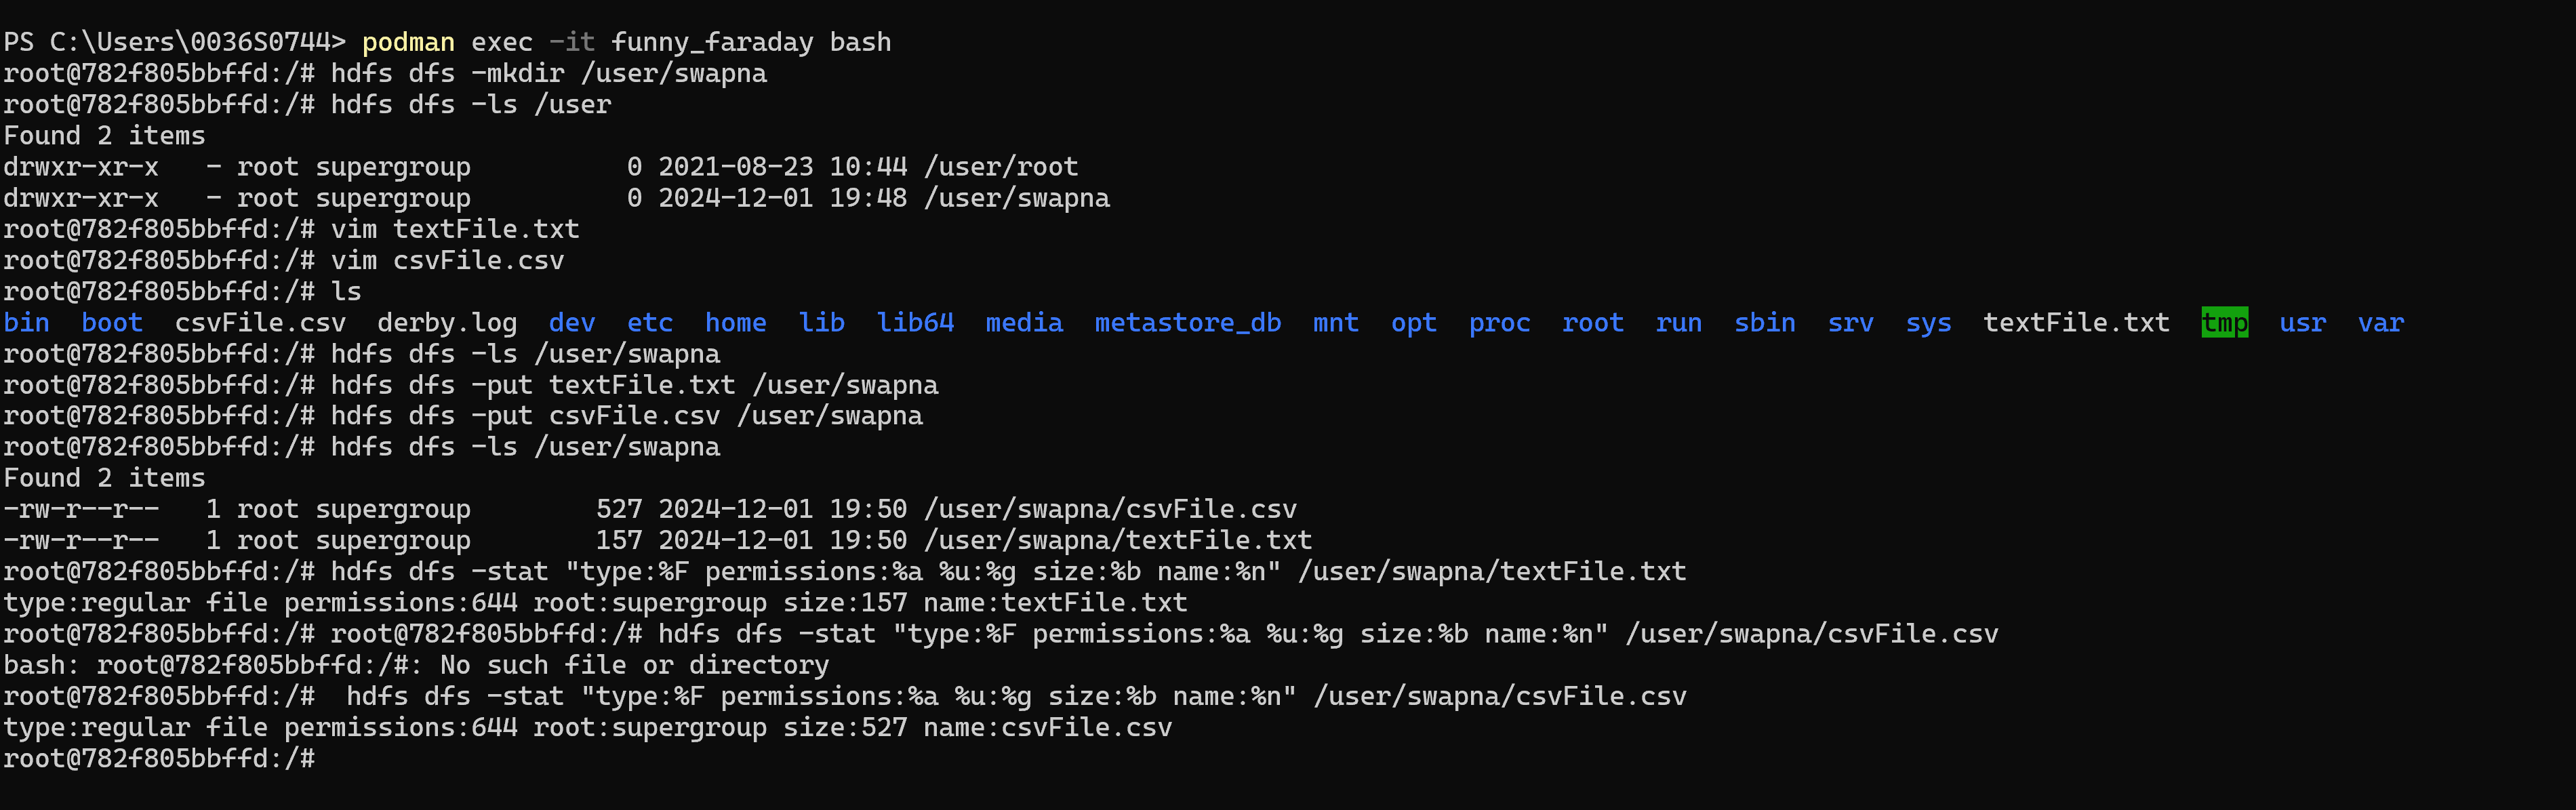 PS C:\Users\0036S0744> podman exec -it funny_faraday bash
root@782f805bbffd:/# hdfs dfs -mkdir /user/swapna
root@782f805bbffd:/# hdfs dfs -ls /user
Found 2 items
drwxr-xr-x   - root supergroup          0 2021-08-23 10:44 /user/root
drwxr-xr-x   - root supergroup          0 2024-12-01 19:48 /user/swapna
root@782f805bbffd:/# vim textFile.txt
root@782f805bbffd:/# vim csvFile.csv
root@782f805bbffd:/# ls
bin  boot  csvFile.csv  derby.log  dev  etc  home  lib  lib64  media  metastore_db  mnt  opt  proc  root  run  sbin  srv  sys  textFile.txt  tmp  usr  var
root@782f805bbffd:/# hdfs dfs -ls /user/swapna
root@782f805bbffd:/# hdfs dfs -put textFile.txt /user/swapna
root@782f805bbffd:/# hdfs dfs -put csvFile.csv /user/swapna
root@782f805bbffd:/# hdfs dfs -ls /user/swapna
Found 2 items
-rw-r--r--   1 root supergroup        527 2024-12-01 19:50 /user/swapna/csvFile.csv
-rw-r--r--   1 root supergroup        157 2024-12-01 19:50 /user/swapna/textFile.txt
root@782f805bbffd:/# hdfs dfs -stat "type:%F permissions:%a %u:%g size:%b name:%n" /user/swapna/textFile.txt
type:regular file permissions:644 root:supergroup size:157 name:textFile.txt
root@782f805bbffd:/# root@782f805bbffd:/# hdfs dfs -stat "type:%F permissions:%a %u:%g size:%b name:%n" /user/swapna/csvFile.csv
bash: root@782f805bbffd:/#: No such file or directory
root@782f805bbffd:/#  hdfs dfs -stat "type:%F permissions:%a %u:%g size:%b name:%n" /user/swapna/csvFile.csv
type:regular file permissions:644 root:supergroup size:527 name:csvFile.csv
root@782f805bbffd:/#